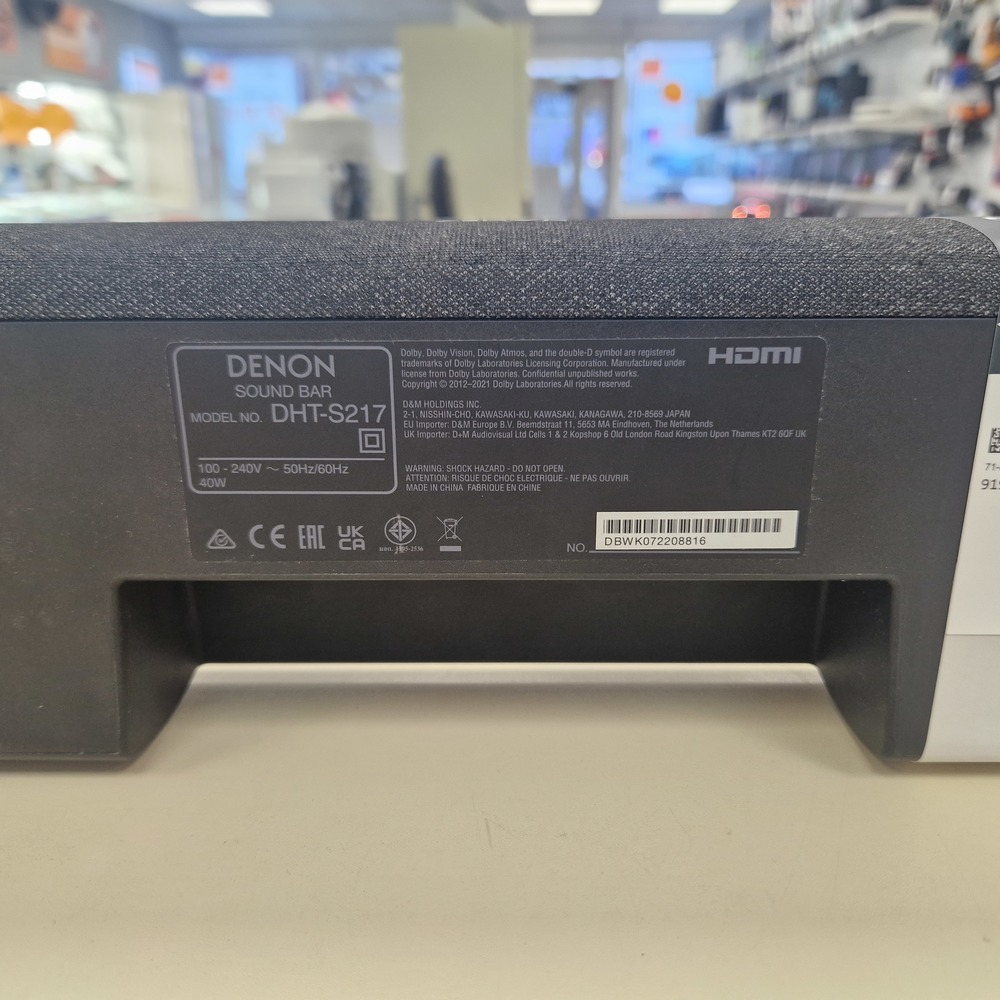 DENON
SOUND BAR
MODEL NO. DHT-S217
100 - 240V ～ 50Hz/60Hz
40W
Dolby, Dolby Vision, Dolby Atmos, and the double-D symbol are registered
trademarks of Dolby Laboratories Licensing Corporation. Manufactured under
license from Dolby Laboratories. Confidential unpublished works.
Copyright © 2012–2021 Dolby Laboratories. All rights reserved.
HDMI
D&M HOLDINGS INC.
2-1, NISSHIN-CHO, KAWASAKI-KU, KAWASAKI, KANAGAWA, 210-8569 JAPAN
EU Importer: D&M Europe B.V. Beemdstraat 11, 5653 MA Eindhoven, The Netherlands
UK Importer: D+M Audiovisual Ltd Cells 1 & 2 Kopshop 6 Old London Road Kingston Upon Thames KT2 6QF UK
WARNING: SHOCK HAZARD - DO NOT OPEN.
ATTENTION: RISQUE DE CHOC ELECTRIQUE - NE PAS OUVRIR.
MADE IN CHINA FABRIQUE EN CHINE
CE EAC UK CA
NO. DBWK072208816